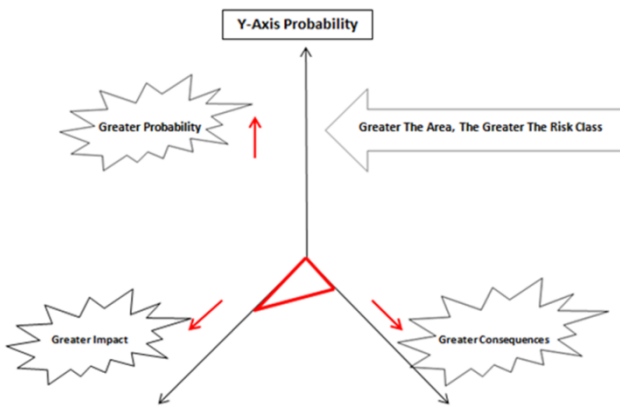 Y-Axis Probability
Greater Probability
Greater The Area, The Greater The Risk Class
Greater Impact
Greater Consequences